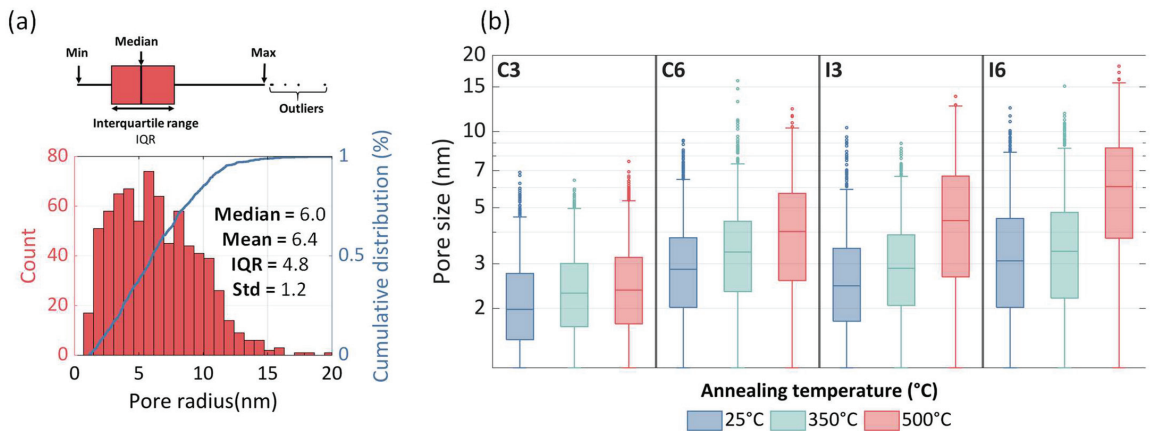 (a)
Median
Min
Max
Outliers
Interquartile range
IQR
80
60
40
20
0
Count
1
0.5
0
Cumulative distribution (%)
Median = 6.0
Mean = 6.4
IQR = 4.8
Std = 1.2
0 5 10 15 20
Pore radius(nm)
(b)
20
15
10
7
5
3
2
Pore size (nm)
C3 C6 I3 I6
Annealing temperature (°C)
25°C 350°C 500°C